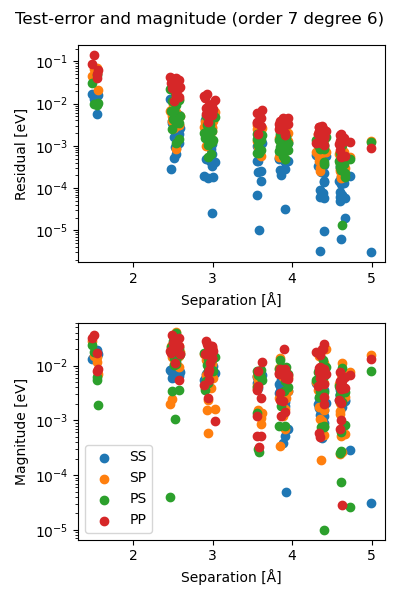 Test-error and magnitude (order 7 degree 6)
Residual [eV]
10⁻¹
10⁻²
10⁻³
10⁻⁴
10⁻⁵
2 3 4 5
Separation [Å]
Magnitude [eV]
10⁻²
10⁻³
10⁻⁴
10⁻⁵
SS
SP
PS
PP
2 3 4 5
Separation [Å]